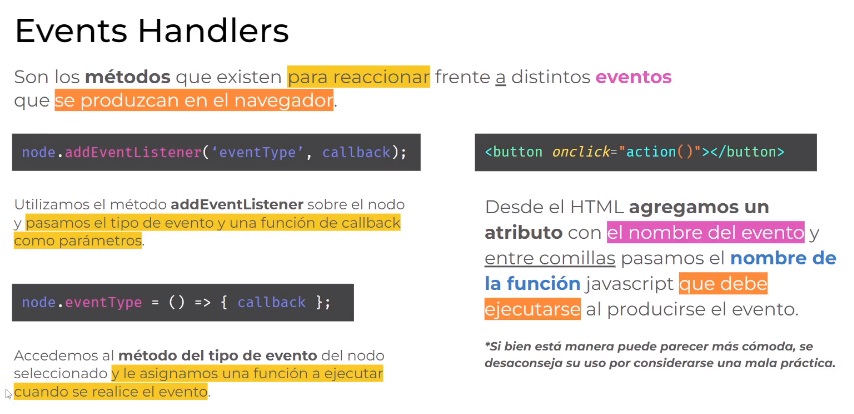 Events Handlers
Son los métodos que existen para reaccionar frente a distintos eventos
que se produzcan en el navegador.
node.addEventListener(‘eventType’, callback);
Utilizamos el método addEventListener sobre el nodo
y pasamos el tipo de evento y una función de callback
como parámetros.
node.eventType = () => { callback };
Accedemos al método del tipo de evento del nodo
seleccionado y le asignamos una función a ejecutar
cuando se realice el evento.
<button onclick="action()"></button>
Desde el HTML agregamos un
atributo con el nombre del evento y
entre comillas pasamos el nombre de
la función javascript que debe
ejecutarse al producirse el evento.
*Si bien está manera puede parecer más cómoda, se
desaconseja su uso por considerarse una mala práctica.